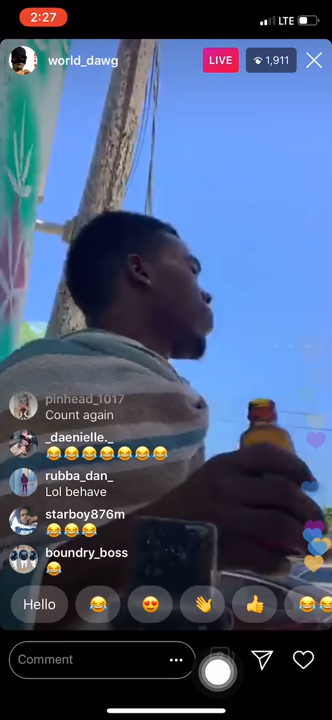 2:27
LTE
world_dawg
LIVE
1,911
pinhead_1017
Count again
_daenielle._
😂😂😂😂😂😂😂
rubba_dan_
Lol behave
starboy876m
😂😂😂
boundry_boss
😂
Hello 😂 😍 👋 👍 😂😂
Comment